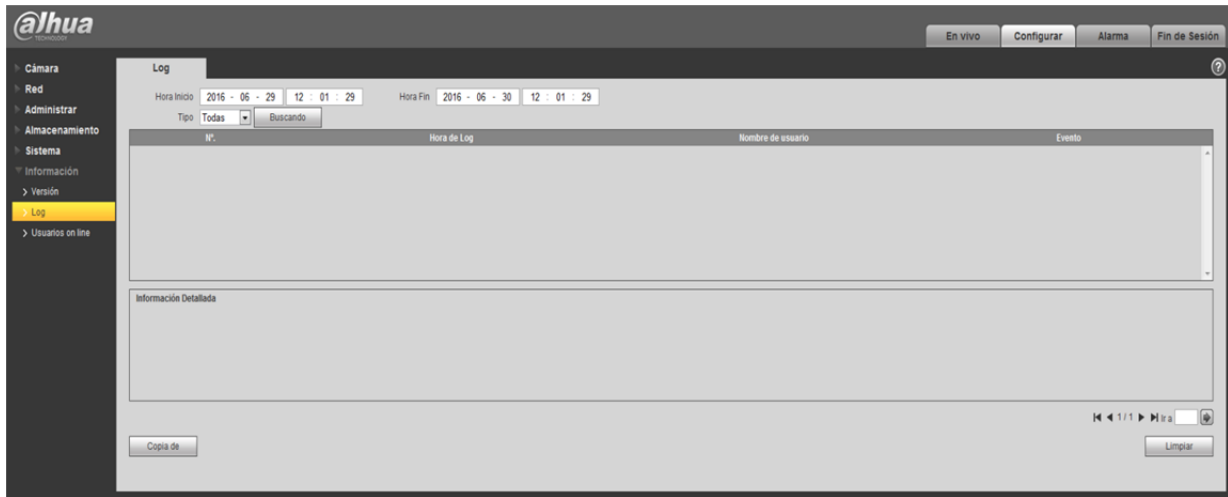 alhua
TECHNOLOGY
En vivo
Configurar
Alarma
Fin de Sesión
Cámara
Red
Administrar
Almacenamiento
Sistema
Información
Versión
Log
Usuarios on line
Log
Hora Inicio 2016 - 06 - 29 12 : 01 : 29 Hora Fin 2016 - 06 - 30 12 : 01 : 29
Tipo Todas Buscando
Nº. Hora de Log Nombre de usuario Evento
Información Detallada
1/1 Ir a
Copia de Limpiar